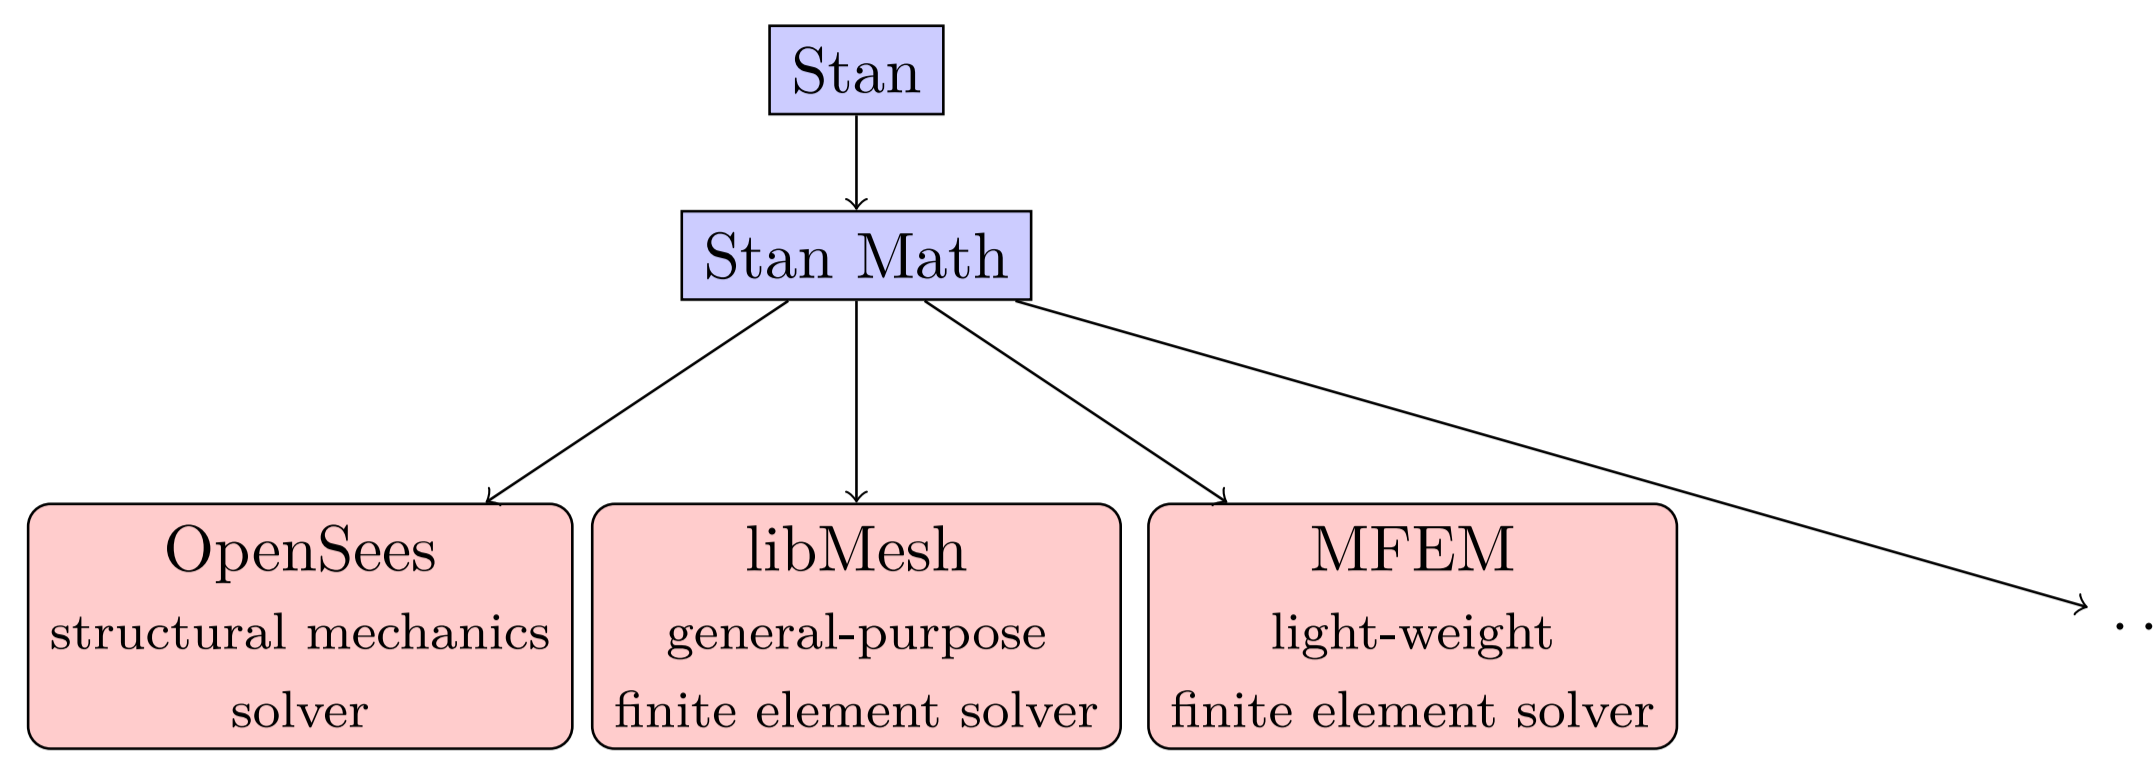 Stan
Stan Math
OpenSees
structural mechanics
solver
libMesh
general-purpose
finite element solver
MFEM
light-weight
finite element solver
. .